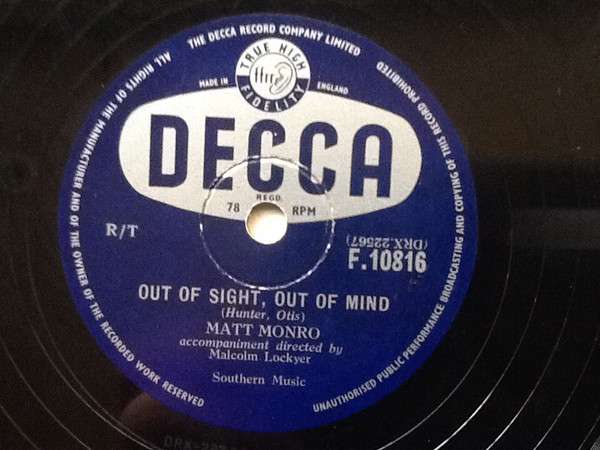 ALL RIGHTS OF THE MANUFACTURER AND OF THE OWNER OF THE RECORDED WORK RESERVED
THE DECCA RECORD COMPANY LIMITED
UNAUTHORISED PUBLIC PERFORMANCE BROADCASTING AND COPYING OF THIS RECORD PROHIBITED
TRUE HIGH
FIDELITY
MADE IN ENGLAND
DECCA
REGD.
78 RPM
R/T
(DRX.22567)
F.10816
OUT OF SIGHT, OUT OF MIND
(Hunter, Otis)
MATT MONRO
accompaniment directed by
Malcolm Lockyer
Southern Music